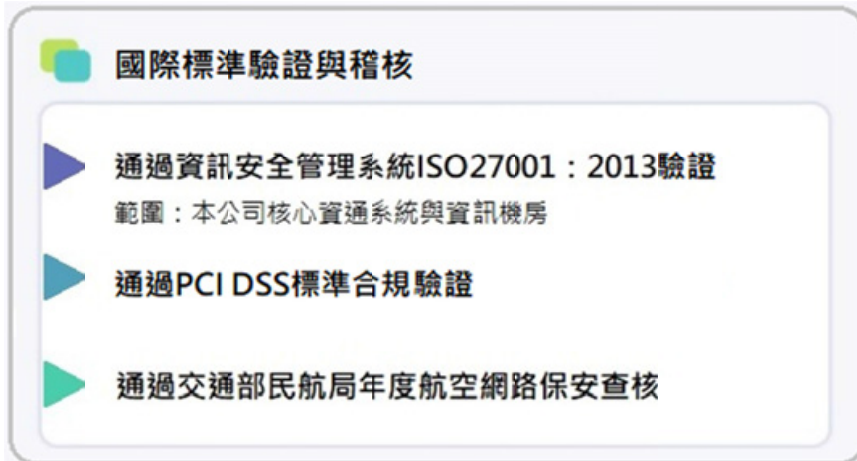 國際標準驗證與稽核
通過資訊安全管理系統ISO27001：2013驗證
範圍：本公司核心資通系統與資訊機房
通過PCI DSS標準合規驗證
通過交通部民航局年度航空網路保安查核